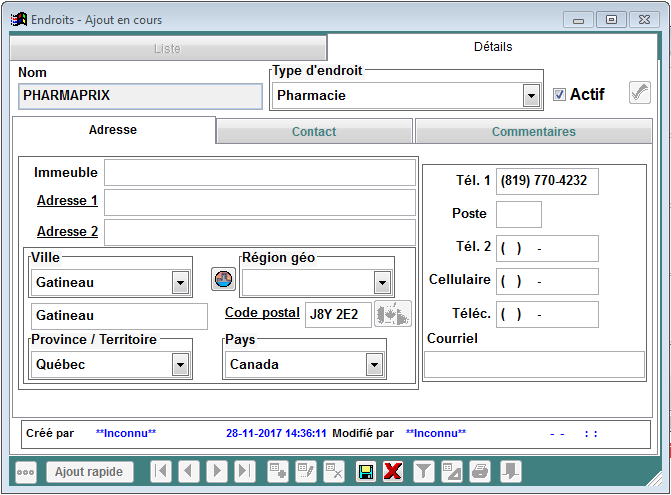 Endroits - Ajout en cours
Liste
Détails
Nom
Type d'endroit
PHARMAPRIX
Pharmacie
Actif
Adresse
Contact
Commentaires
Immeuble
Adresse 1
Adresse 2
Ville
Région géo
Gatineau
Gatineau
Code postal
J8Y 2E2
Province / Territoire
Pays
Québec
Canada
Tél. 1
(819) 770-4232
Poste
Tél. 2
( ) -
Cellulaire
( ) -
Téléc.
( ) -
Courriel
Créé par **Inconnu** 28-11-2017 14:36:11 Modifié par **Inconnu** - - : :
Ajout rapide